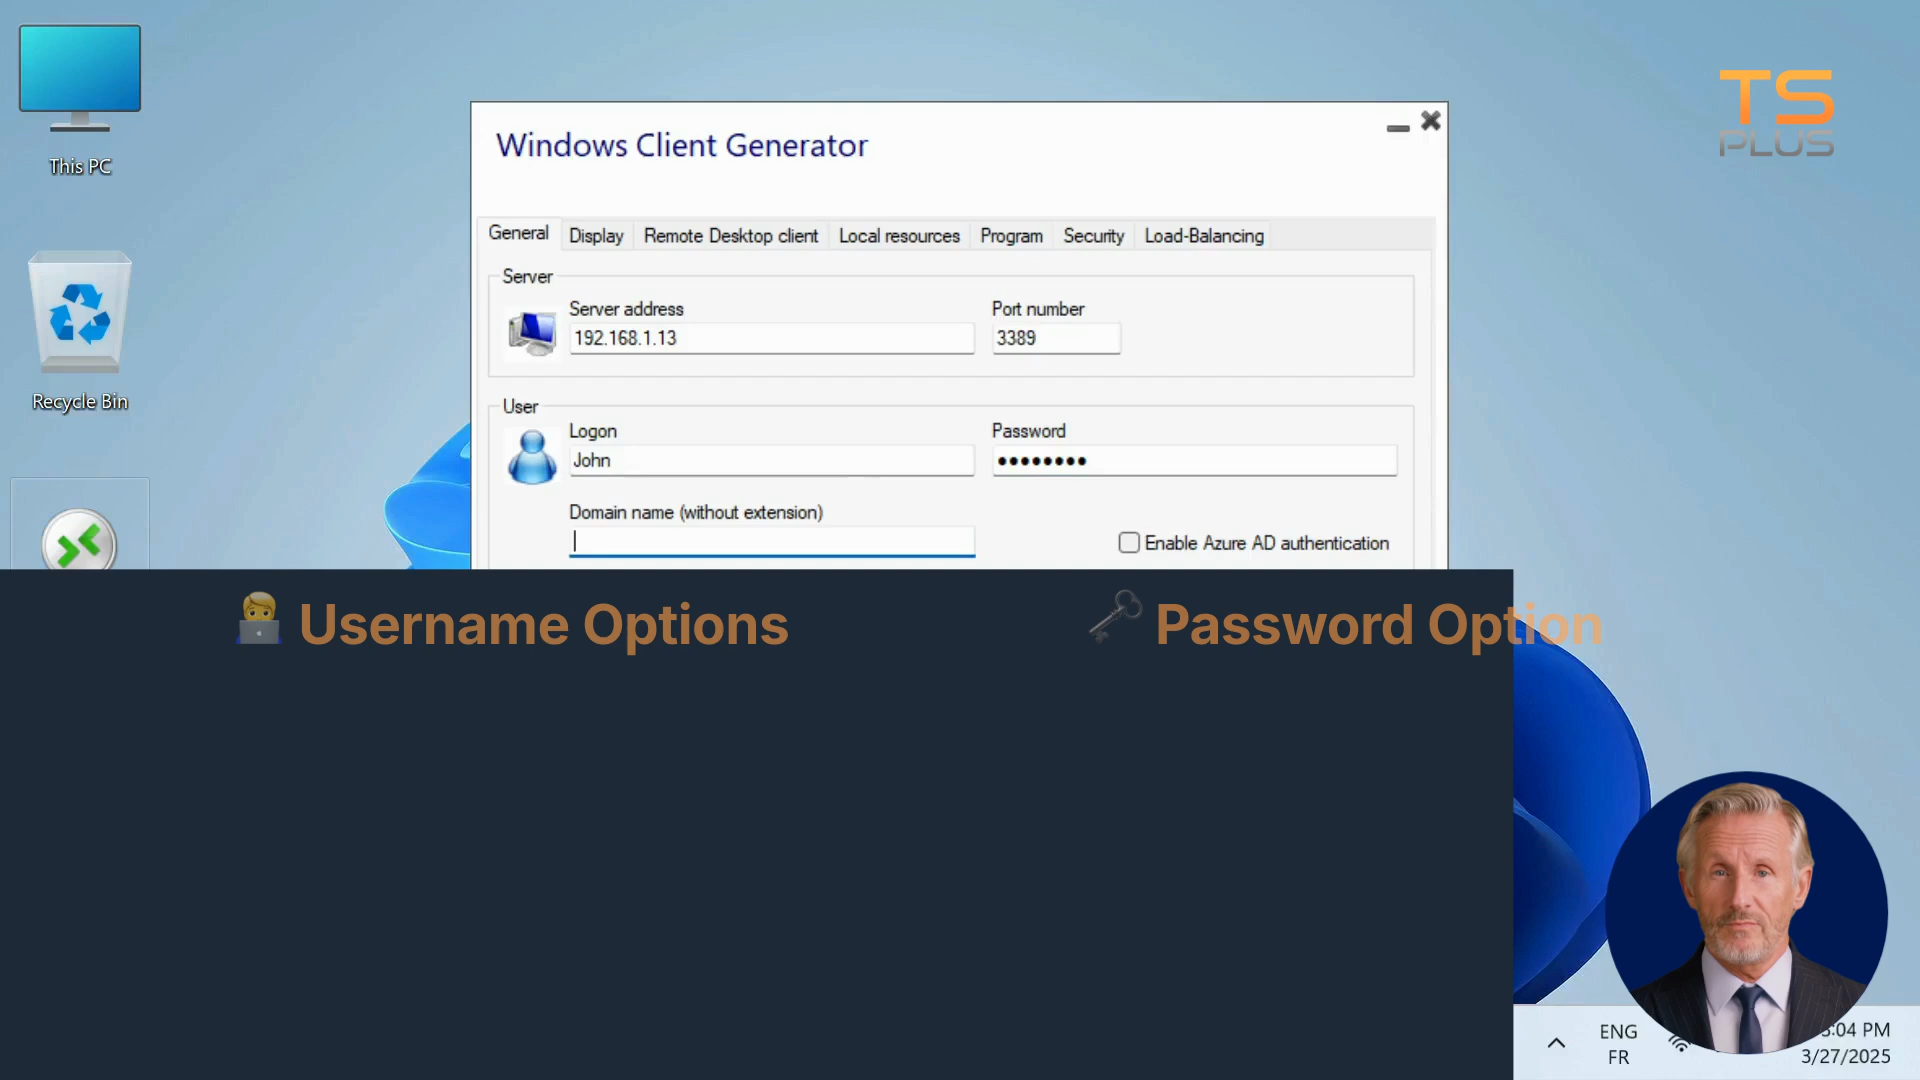 This PC
Recycle Bin
TS
PLUS
Windows Client Generator
General
Display
Remote Desktop client
Local resources
Program
Security
Load-Balancing
Server
Server address
Port number
192.168.1.13
3389
User
Logon
Password
John
••••••••
Domain name (without extension)
Enable Azure AD authentication
Username Options
Password Option
ENG
FR
:04 PM
3/27/2025